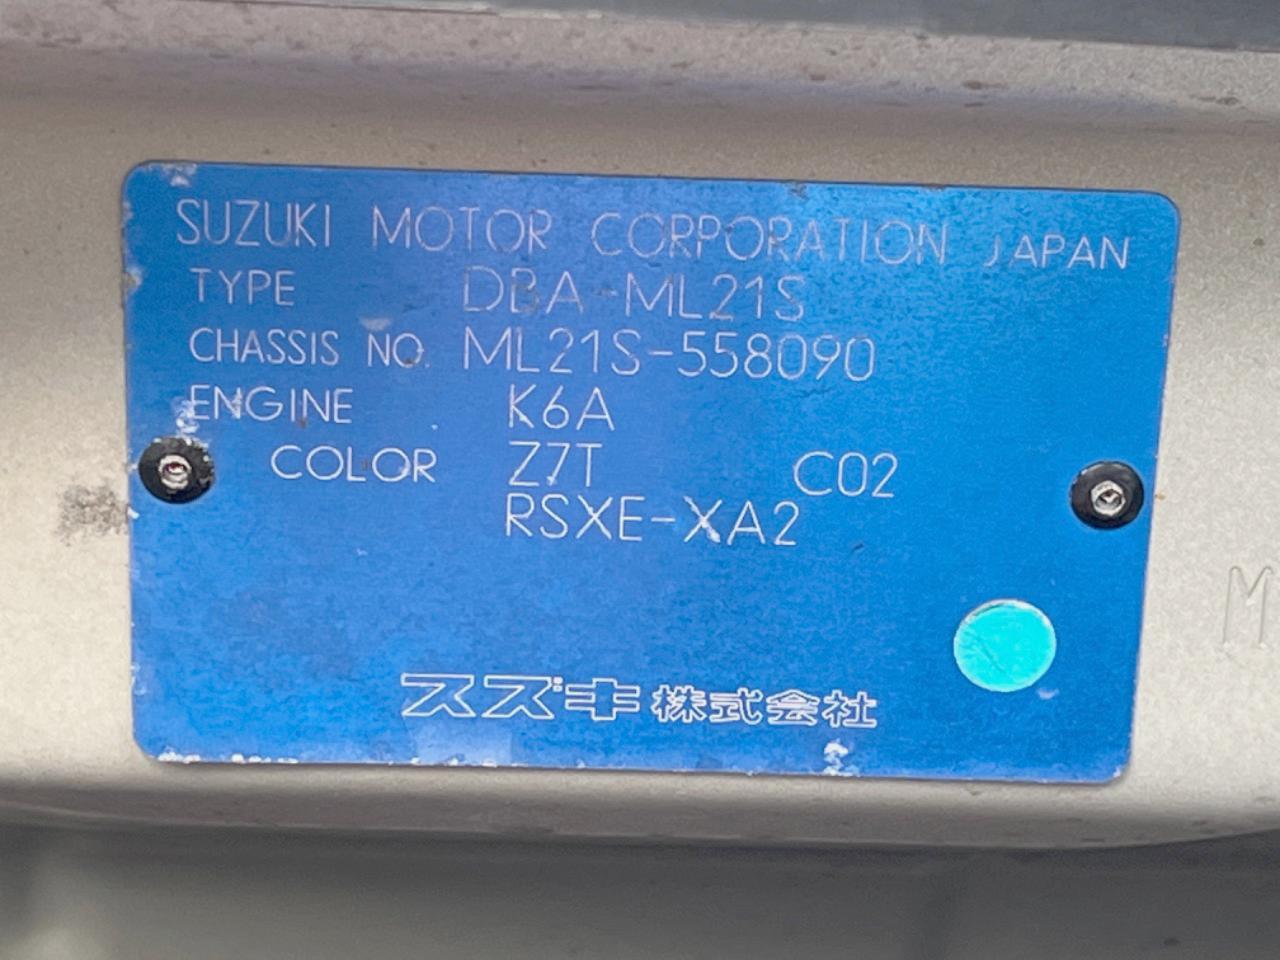 SUZUKI MOTOR CORPORATION JAPAN
TYPE DBA-ML21S
CHASSIS NO. ML21S-558090
ENGINE K6A
COLOR Z7T C02
RSXE-XA2
スズキ株式会社
M